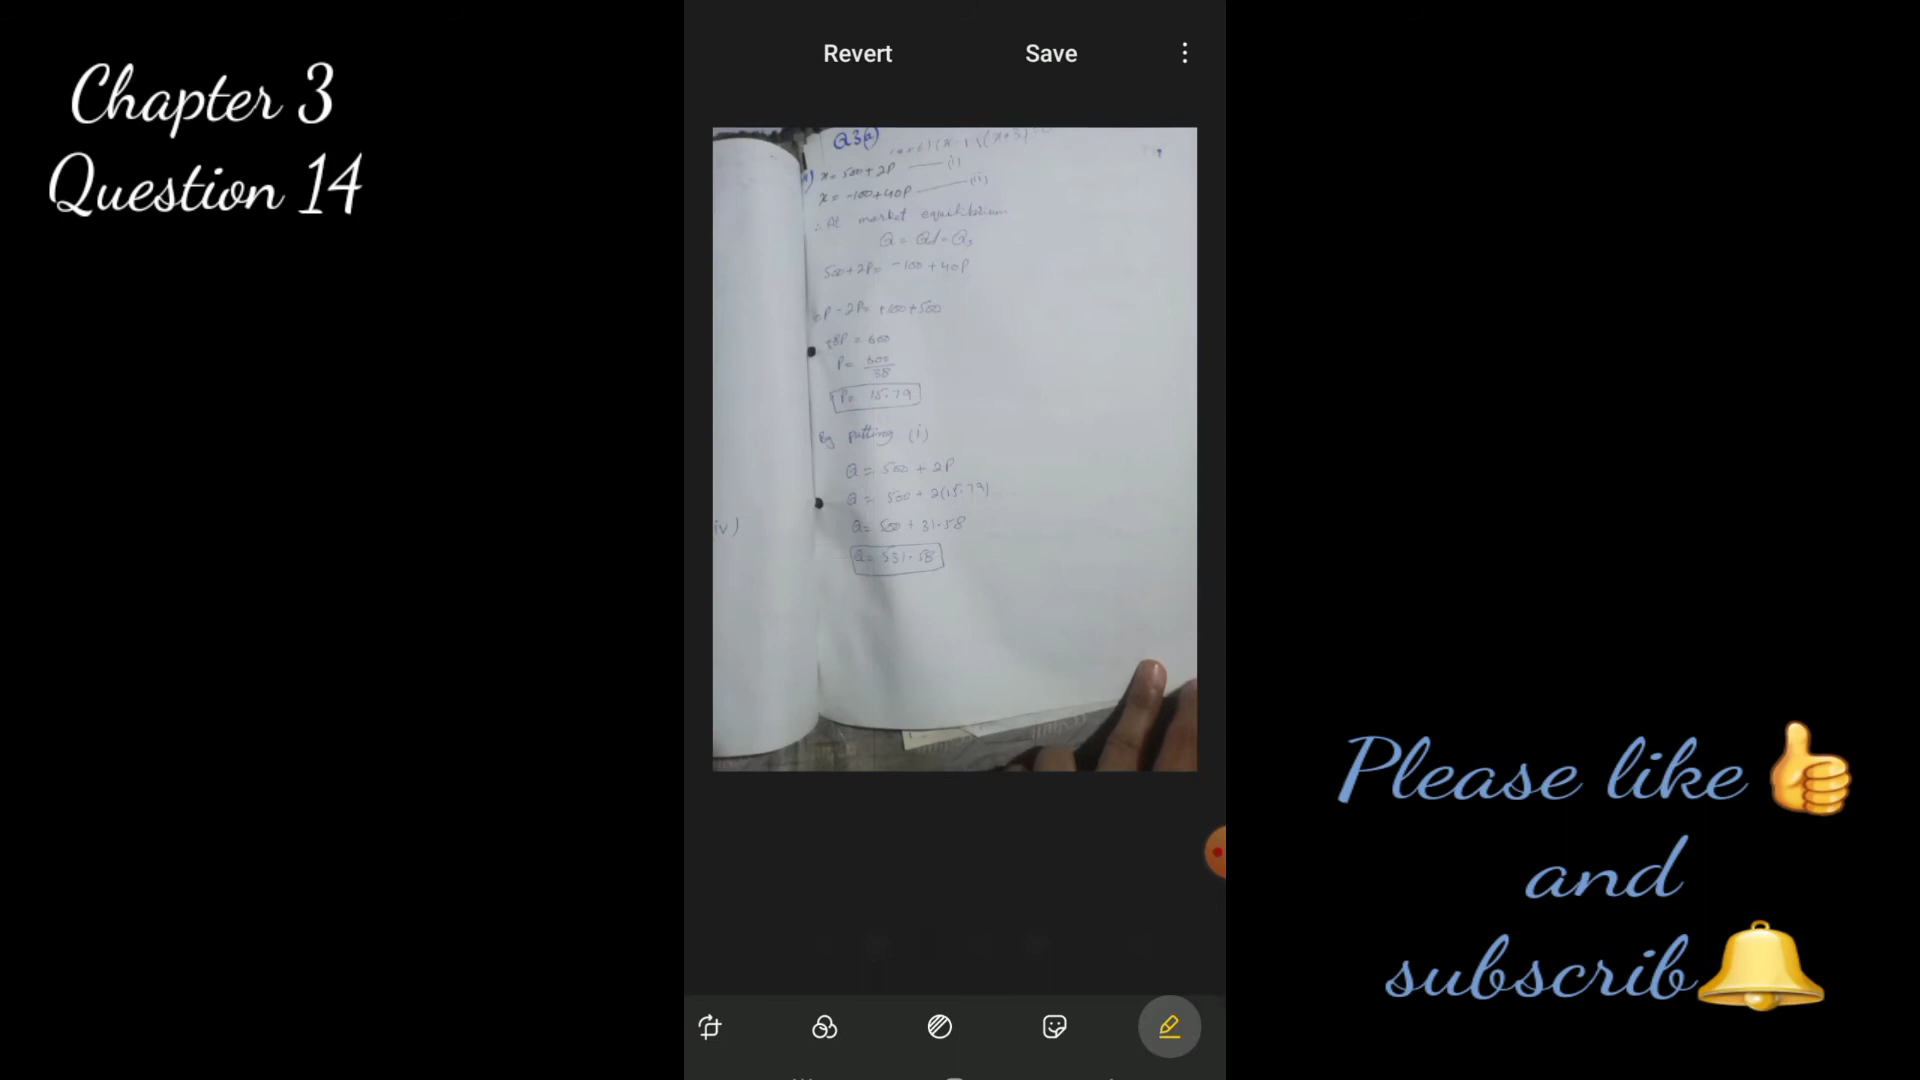 Chapter 3
Question 14
Revert Save
Q3(a)
x = 500 + 2P —— (i)
x = -100 + 40P —— (ii)
∴ At market equilibrium
Q = Qd = Qs
500 + 2P = -100 + 40P
P - 2P = +100 + 500
8P = 600
P = 600/38
P = 15.79
By putting (i)
Q = 500 + 2P
Q = 500 + 2(15.79)
Q = 500 + 31.58
Q = 531.58
iv)
Please like
and
subscrib